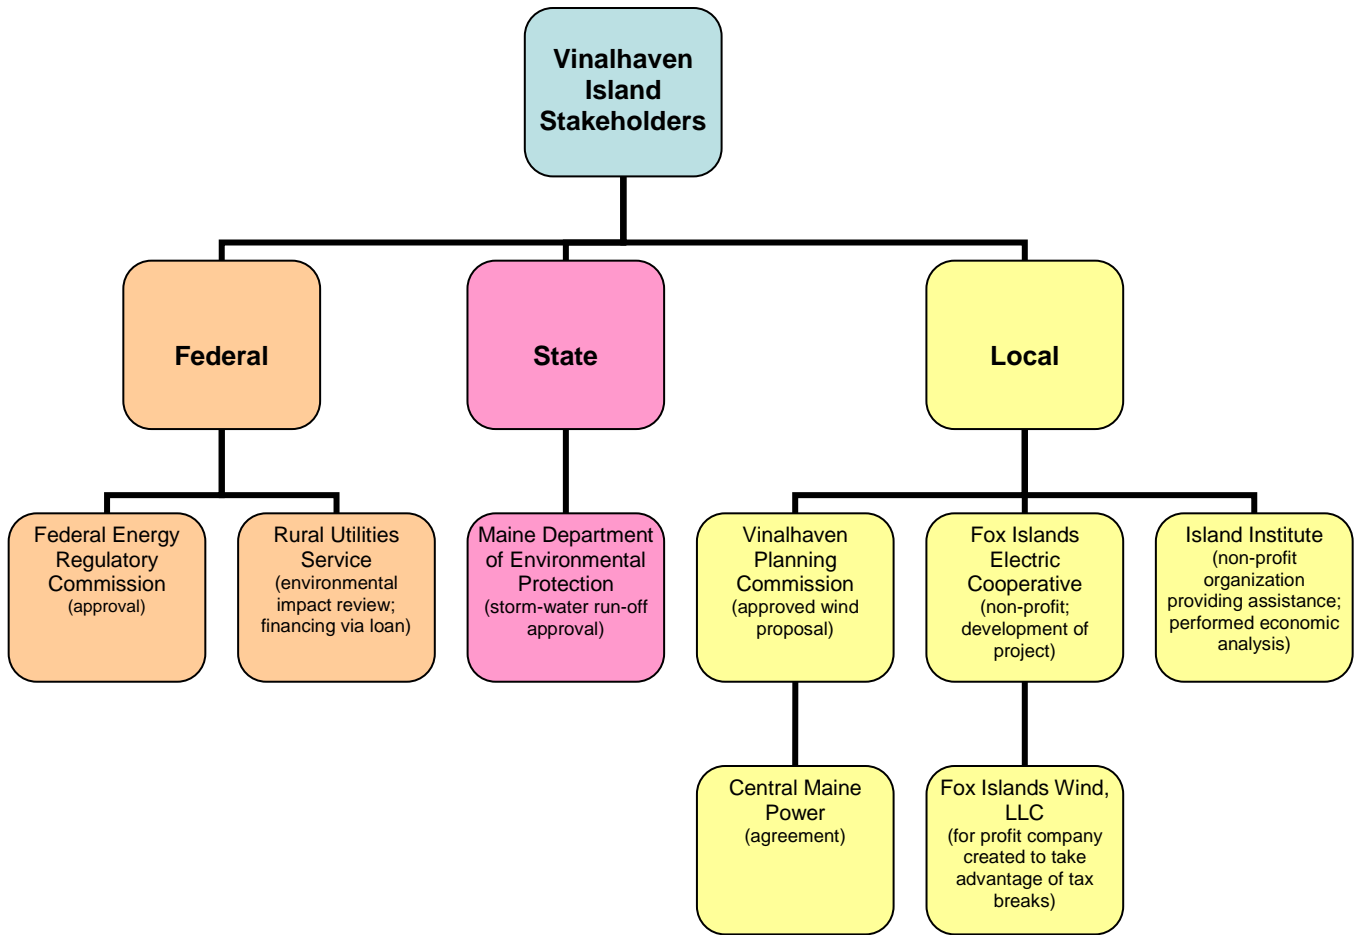 Vinalhaven
Island
Stakeholders
Federal
State
Local
Federal Energy
Regulatory
Commission
(approval)
Rural Utilities
Service
(environmental
impact review;
financing via loan)
Maine Department
of Environmental
Protection
(storm-water run-off
approval)
Vinalhaven
Planning
Commission
(approved wind
proposal)
Fox Islands
Electric
Cooperative
(non-profit;
development of
project)
Island Institute
(non-profit
organization
providing assistance;
performed economic
analysis)
Central Maine
Power
(agreement)
Fox Islands Wind,
LLC
(for profit company
created to take
advantage of tax
breaks)